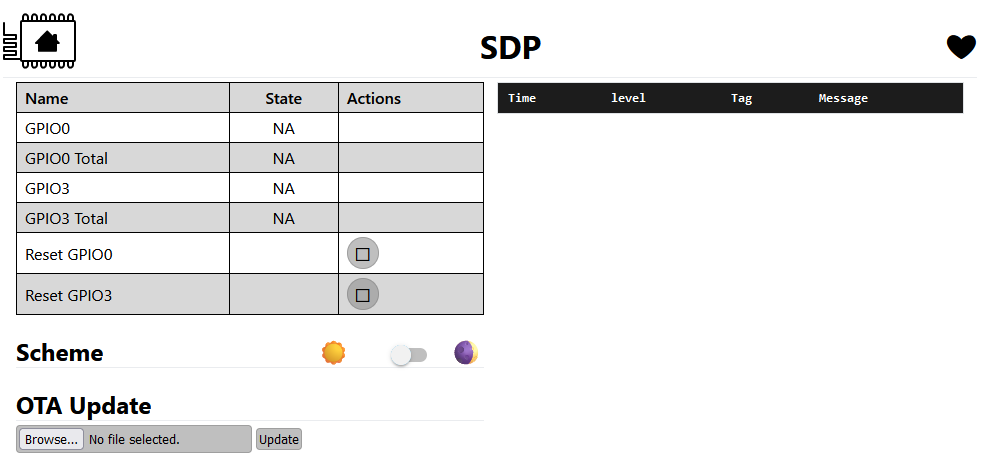 SDP
Name State Actions
GPIO0 NA
GPIO0 Total NA
GPIO3 NA
GPIO3 Total NA
Reset GPIO0
Reset GPIO3
Scheme
OTA Update
Browse... No file selected. Update
Time level Tag Message